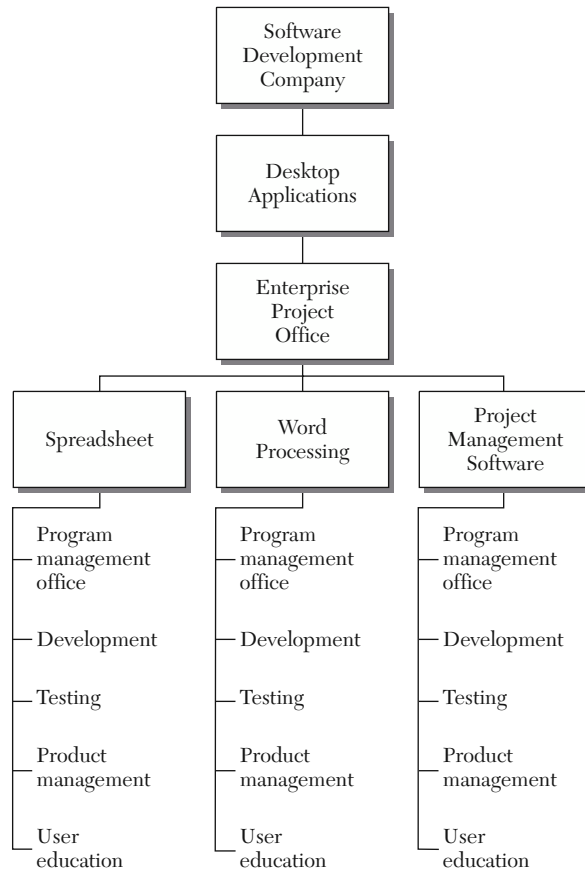 Software
Development
Company
Desktop
Applications
Enterprise
Project
Office
Spreadsheet
Word
Processing
Project
Management
Software
Program
management
office
Development
Testing
Product
management
User
education
Program
management
office
Development
Testing
Product
management
User
education
Program
management
office
Development
Testing
Product
management
User
education